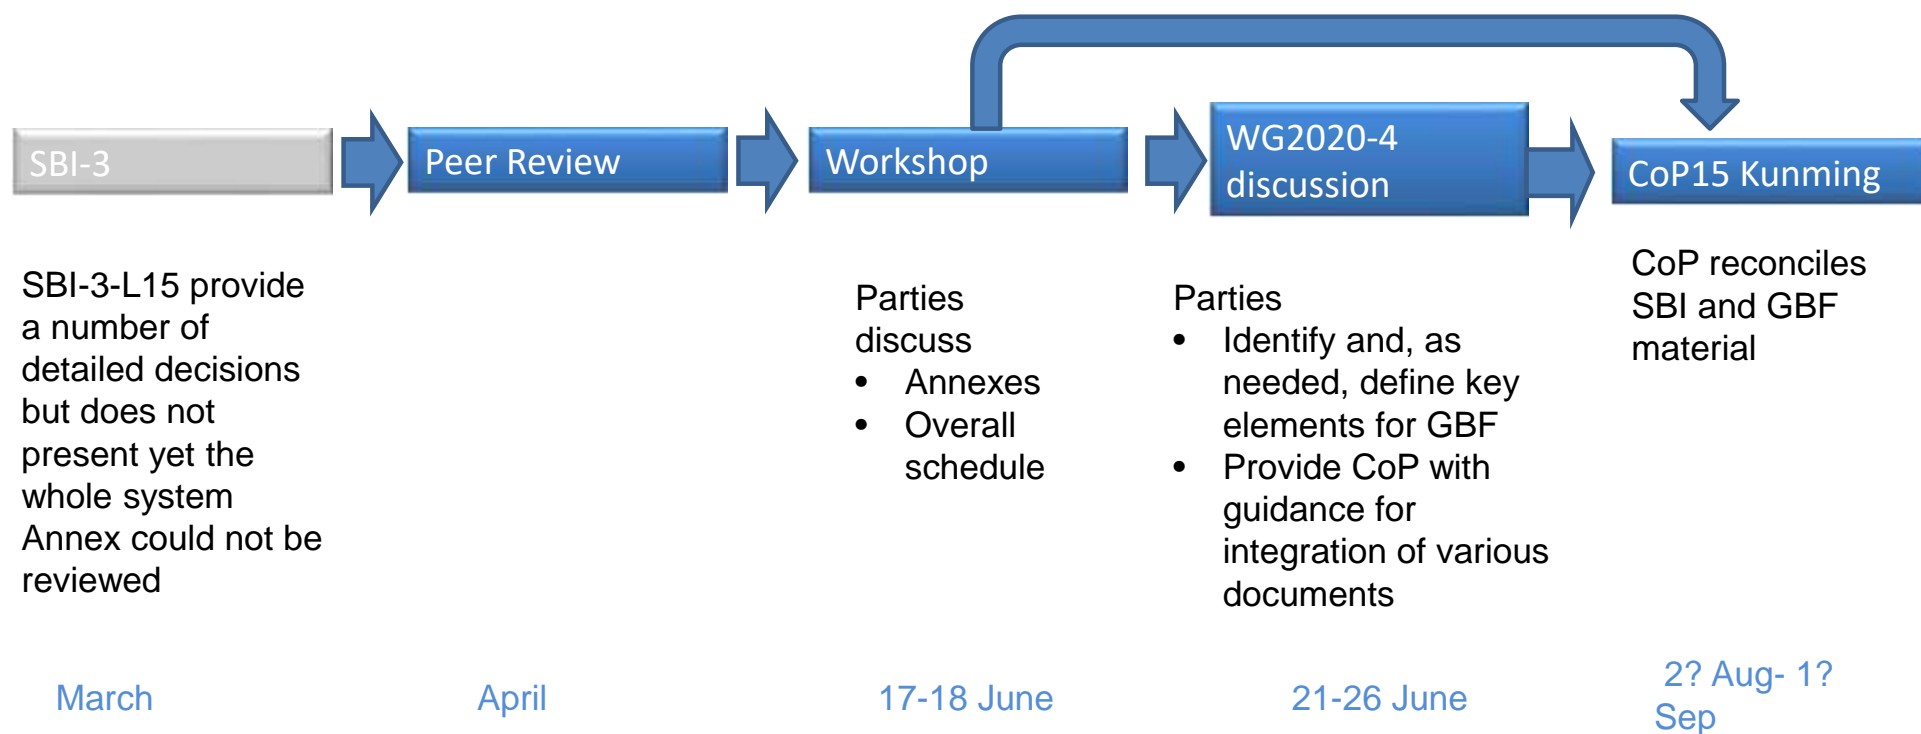 SBI-3
Peer Review
Workshop
WG2020-4
discussion
CoP15 Kunming
SBI-3-L15 provide
a number of
detailed decisions
but does not
present yet the
whole system
Annex could not be
reviewed
Parties
discuss
• Annexes
• Overall
schedule
Parties
• Identify and, as
needed, define key
elements for GBF
• Provide CoP with
guidance for
integration of various
documents
CoP reconciles
SBI and GBF
material
March
April
17-18 June
21-26 June
2? Aug- 1?
Sep